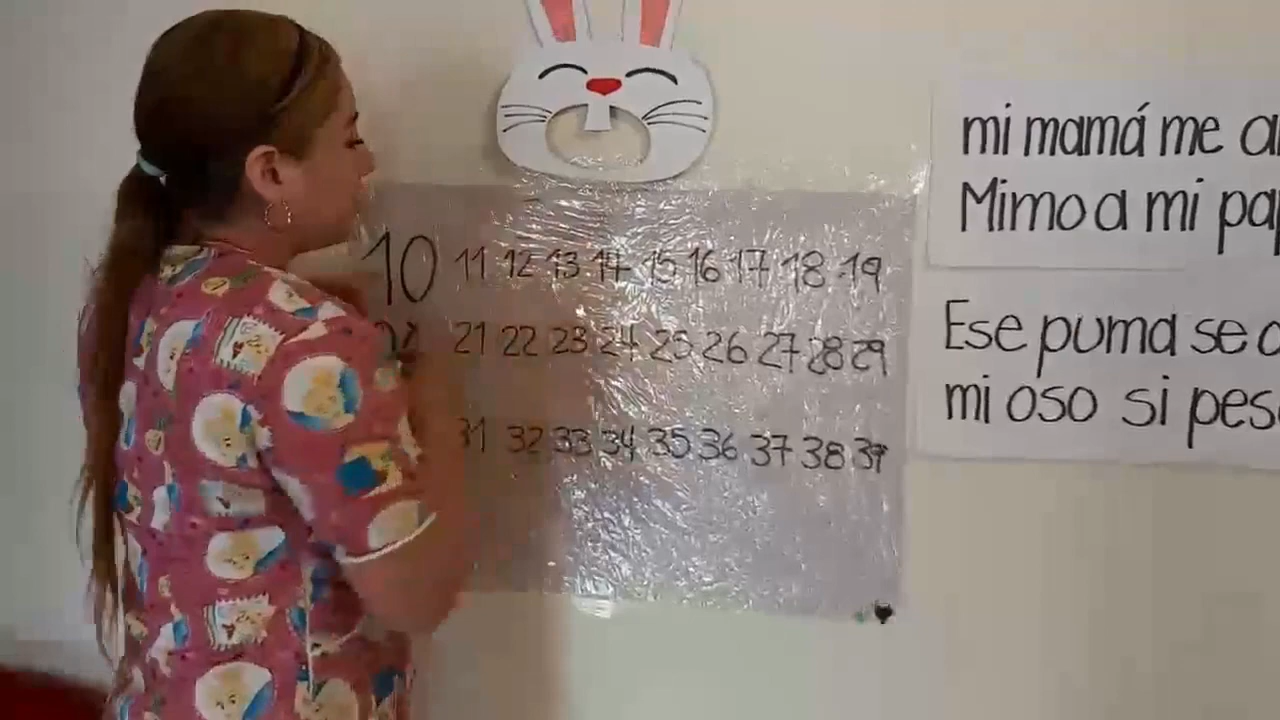 10 11 12 13 14 15 16 17 18 19
21 22 23 24 25 26 27 28 29
31 32 33 34 35 36 37 38 39
mi mamá me
Mimo a mi
Ese puma se
mi oso si